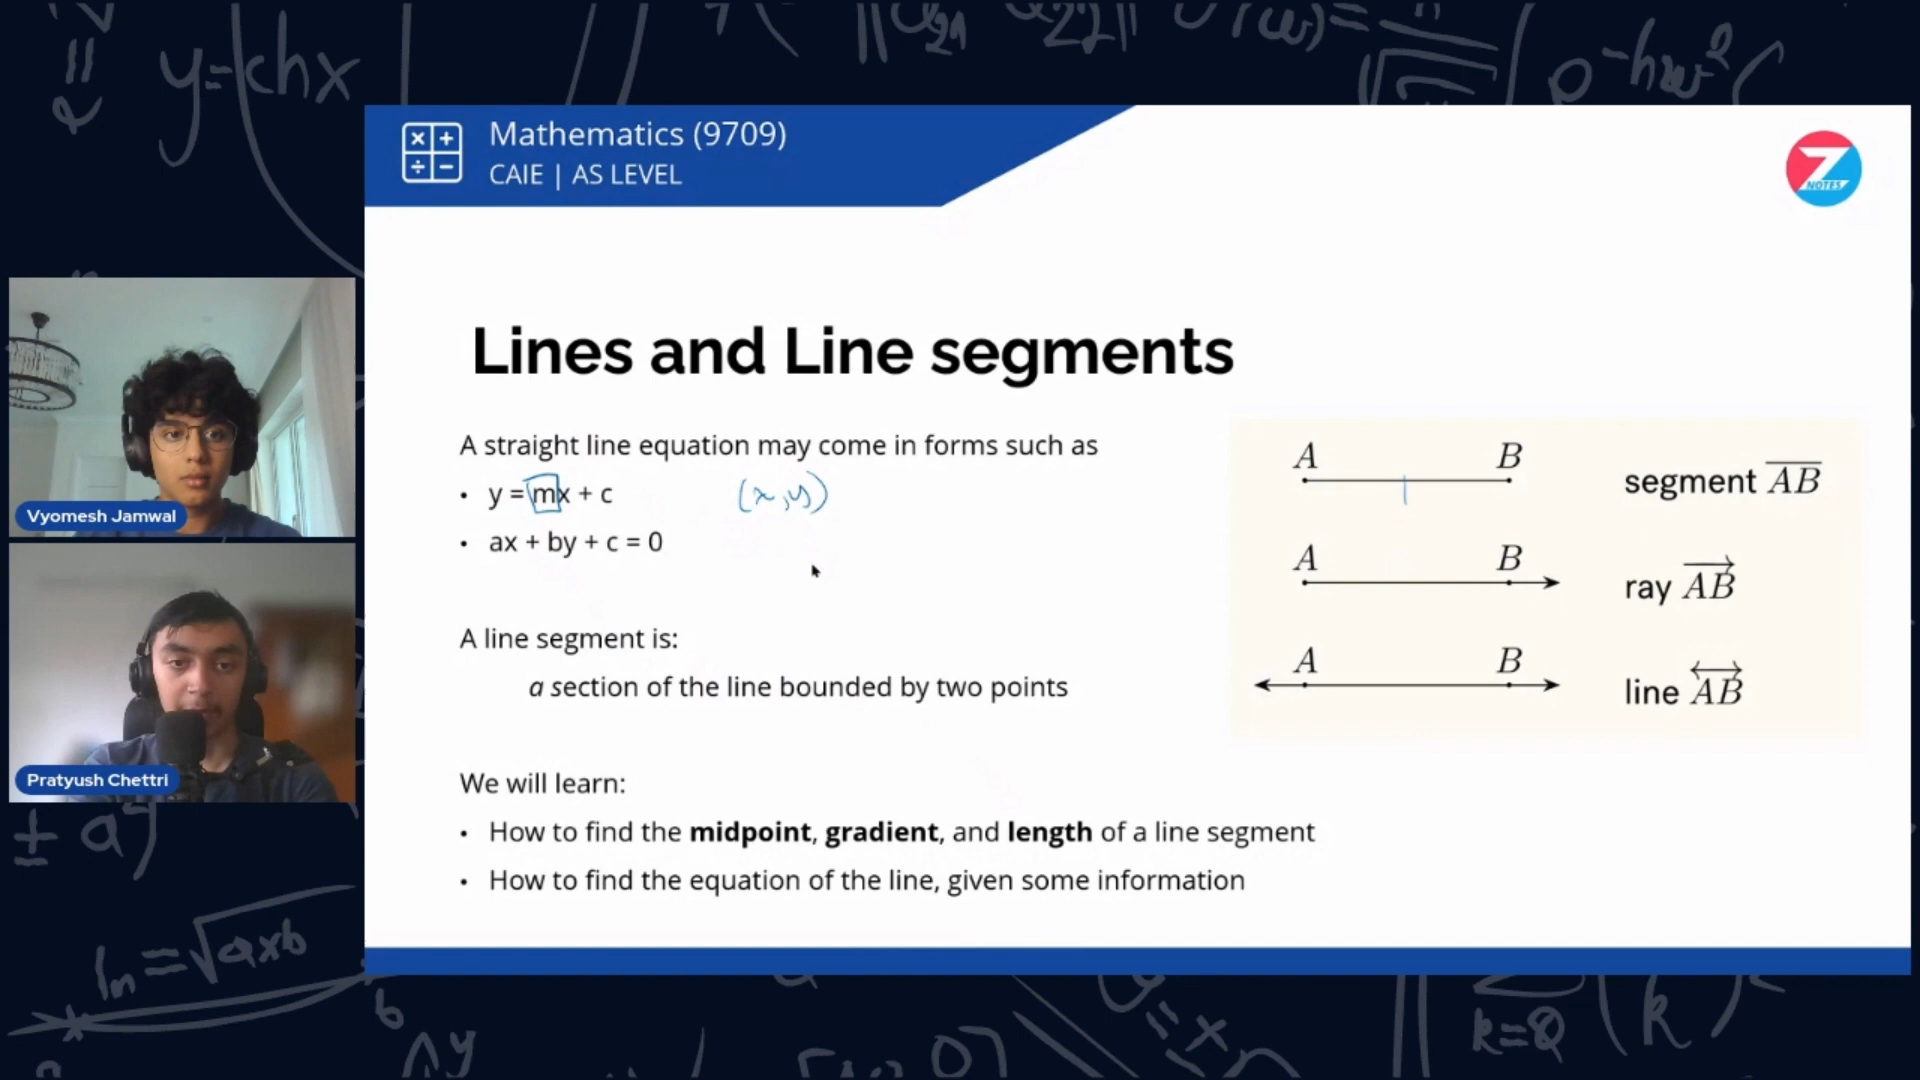 y=chx
Mathematics (9709)
CAIE | AS LEVEL
Z
NOTES
Lines and Line segments
A straight line equation may come in forms such as
• y = mx + c
(x,y)
• ax + by + c = 0
A line segment is:
a section of the line bounded by two points
We will learn:
• How to find the midpoint, gradient, and length of a line segment
• How to find the equation of the line, given some information
A B segment AB
A B ray AB
A B line AB
Vyomesh Jamwal
Pratyush Chettri
ln=√axb
k=Q